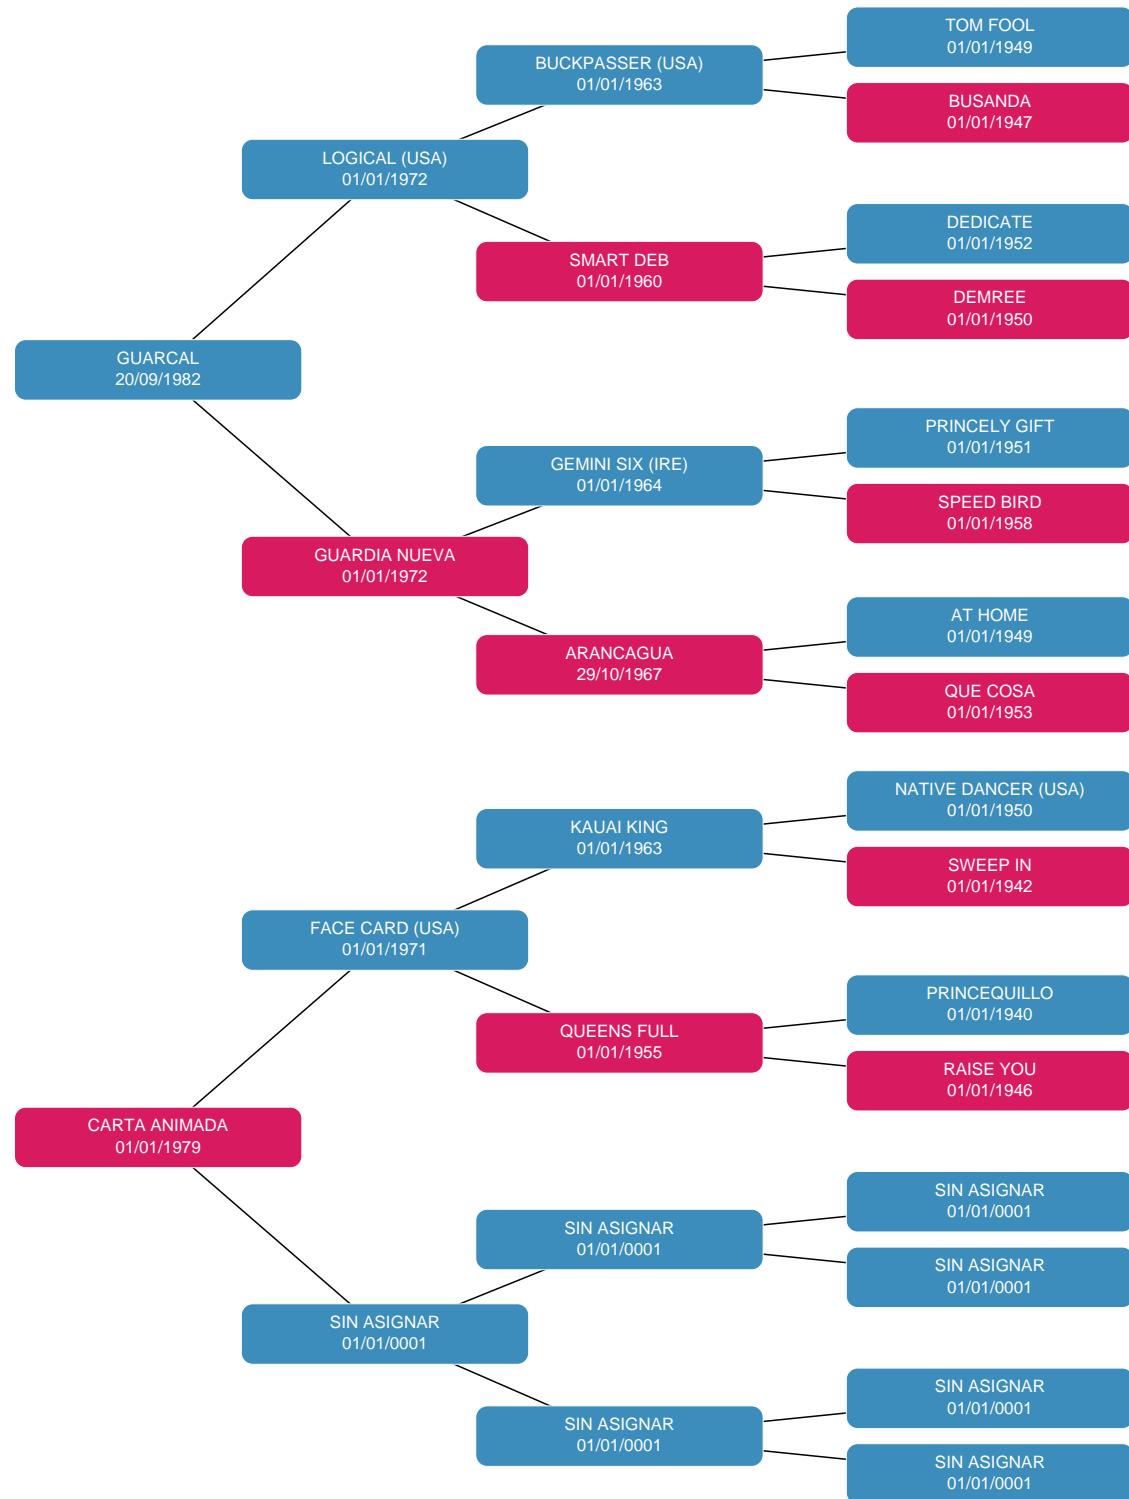 TOM FOOL
01/01/1949
BUCKPASSER (USA)
01/01/1963
BUSANDA
01/01/1947
LOGICAL (USA)
01/01/1972
DEDICATE
01/01/1952
SMART DEB
01/01/1960
DEMREE
01/01/1950
GUARCAL
20/09/1982
PRINCELY GIFT
01/01/1951
GEMINI SIX (IRE)
01/01/1964
SPEED BIRD
01/01/1958
GUARDIA NUEVA
01/01/1972
AT HOME
01/01/1949
ARANCAGUA
29/10/1967
QUE COSA
01/01/1953
NATIVE DANCER (USA)
01/01/1950
KAUAI KING
01/01/1963
SWEEP IN
01/01/1942
FACE CARD (USA)
01/01/1971
PRINCEQUILLO
01/01/1940
QUEENS FULL
01/01/1955
RAISE YOU
01/01/1946
CARTA ANIMADA
01/01/1979
SIN ASIGNAR
01/01/0001
SIN ASIGNAR
01/01/0001
SIN ASIGNAR
01/01/0001
SIN ASIGNAR
01/01/0001
SIN ASIGNAR
01/01/0001
SIN ASIGNAR
01/01/0001
SIN ASIGNAR
01/01/0001